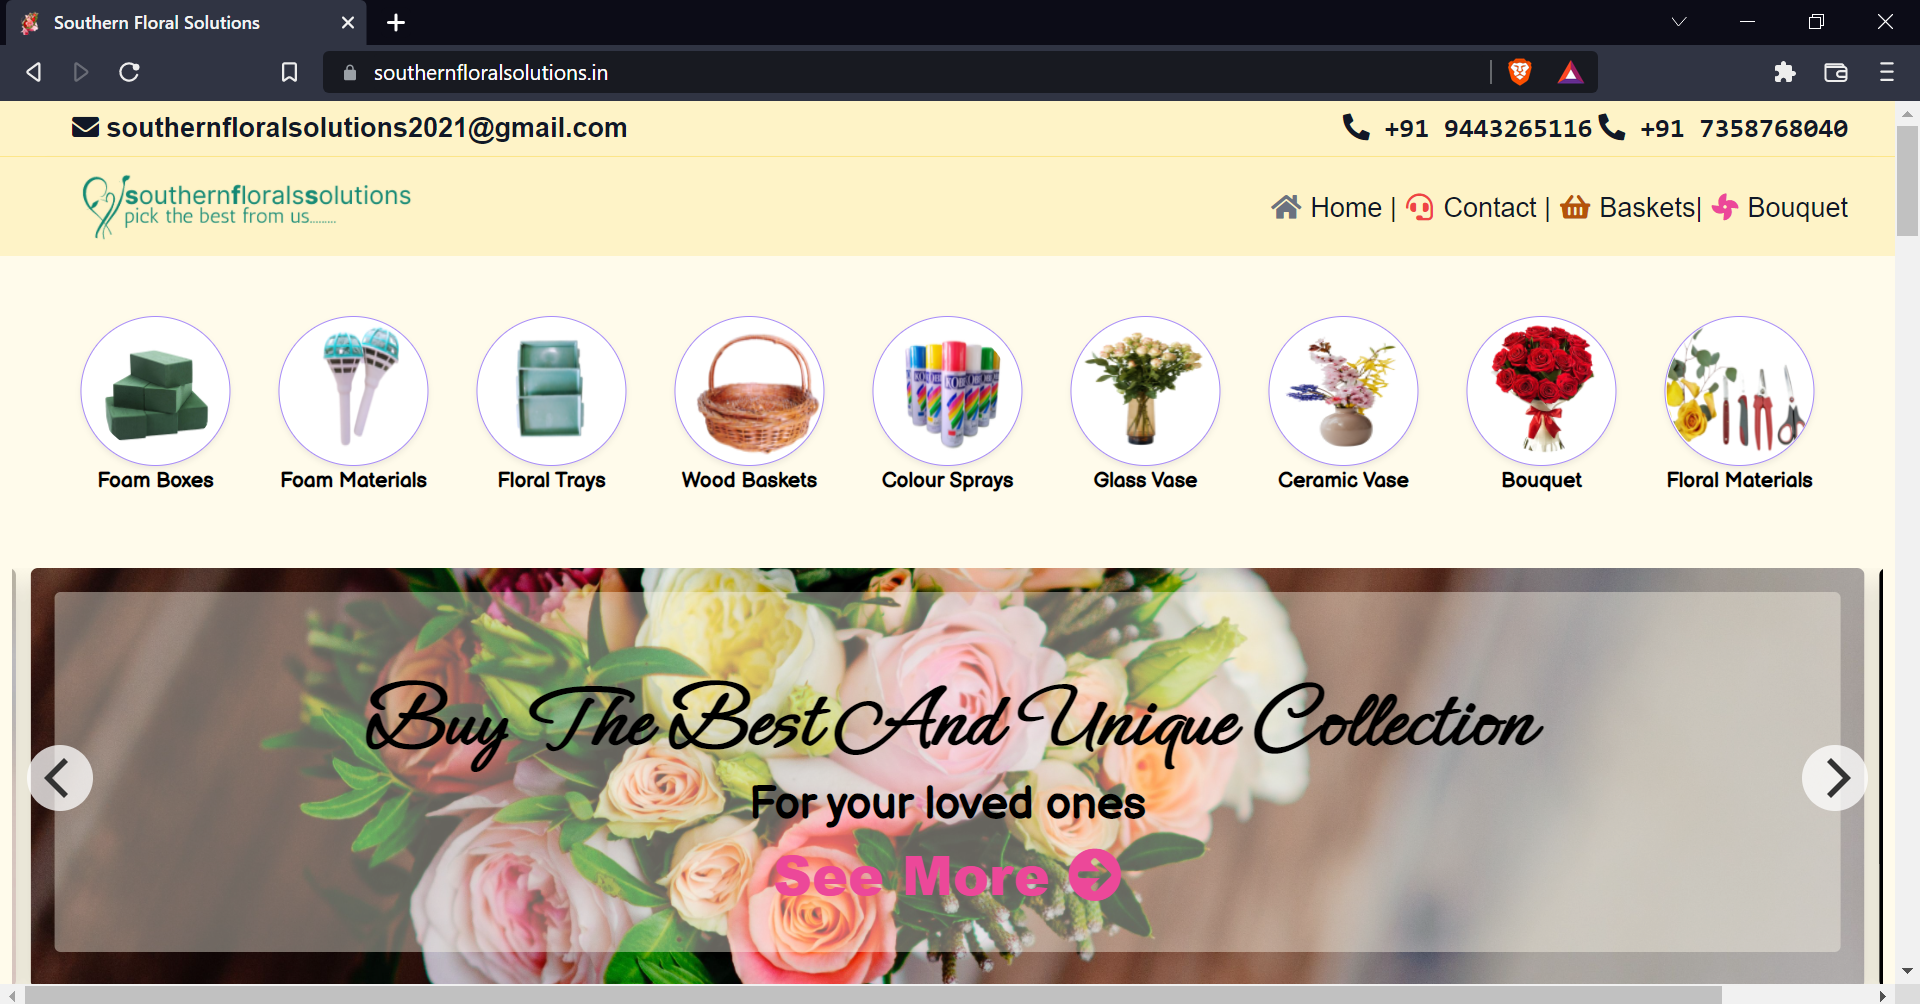 Southern Floral Solutions
southernfloralsolutions.in
southernfloralsolutions2021@gmail.com
+91 9443265116 +91 7358768040
southernfloralssolutions
pick the best from us.........
Home | Contact | Baskets| Bouquet
Foam Boxes
Foam Materials
Floral Trays
Wood Baskets
Colour Sprays
Glass Vase
Ceramic Vase
Bouquet
Floral Materials
Buy The Best And Unique Collection
For your loved ones
See More